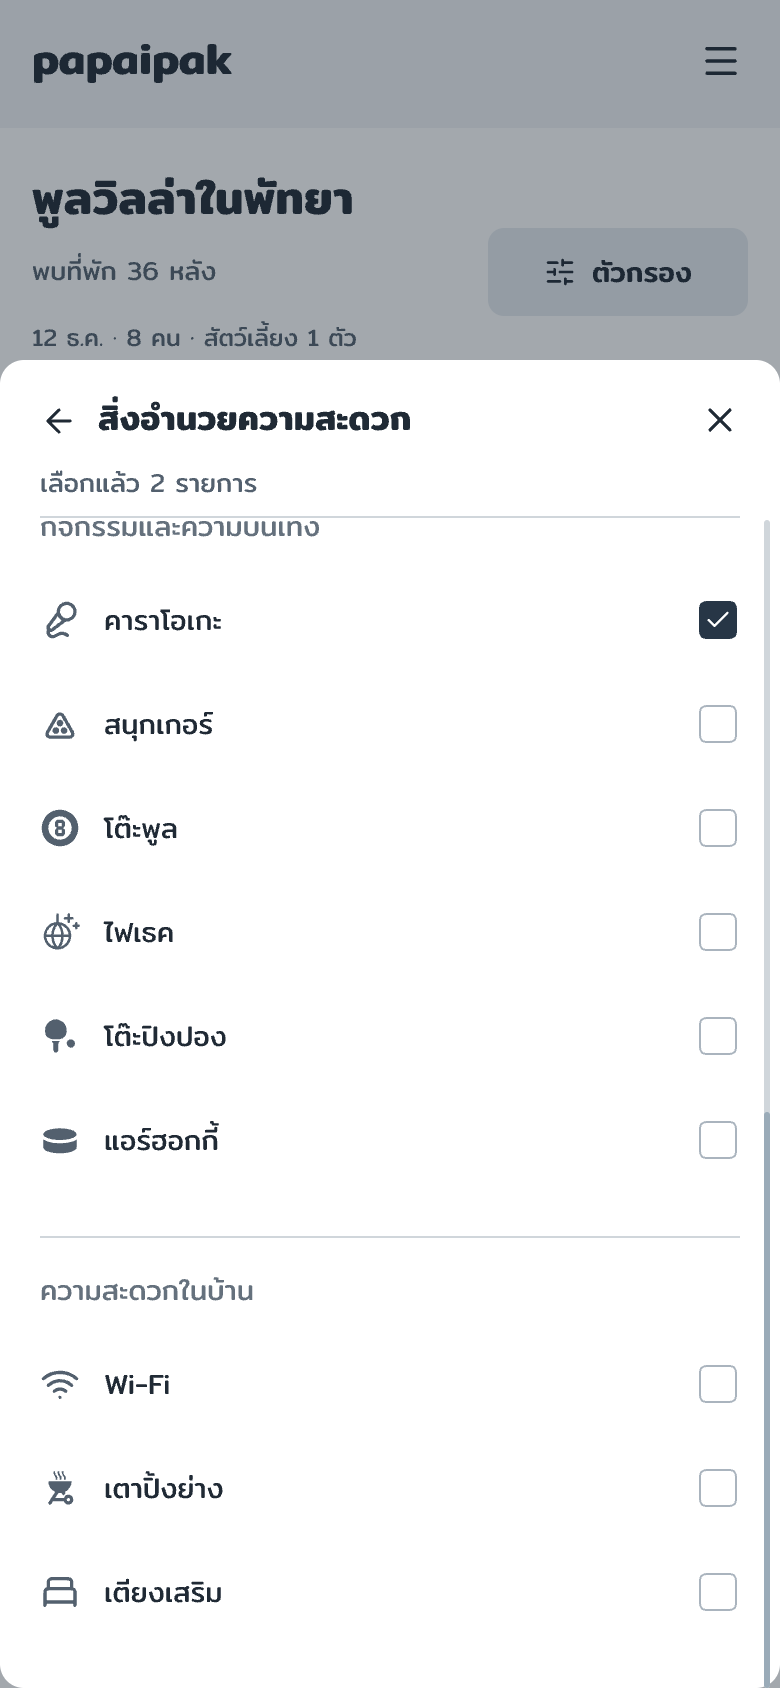 papaipak
พูลวิลล่าในพัทยา
พบที่พัก 36 หลัง
ตัวกรอง
12 ธ.ค. · 8 คน · สัตว์เลี้ยง 1 ตัว
สิ่งอำนวยความสะดวก
เลือกแล้ว 2 รายการ
กิจกรรมและความบันเทิง
คาราโอเกะ
สนุกเกอร์
โต๊ะพูล
8
ไฟเธค
โต๊ะปิงปอง
แอร์ฮอกกี้
ความสะดวกในบ้าน
Wi-Fi
เตาปิ้งย่าง
เตียงเสริม